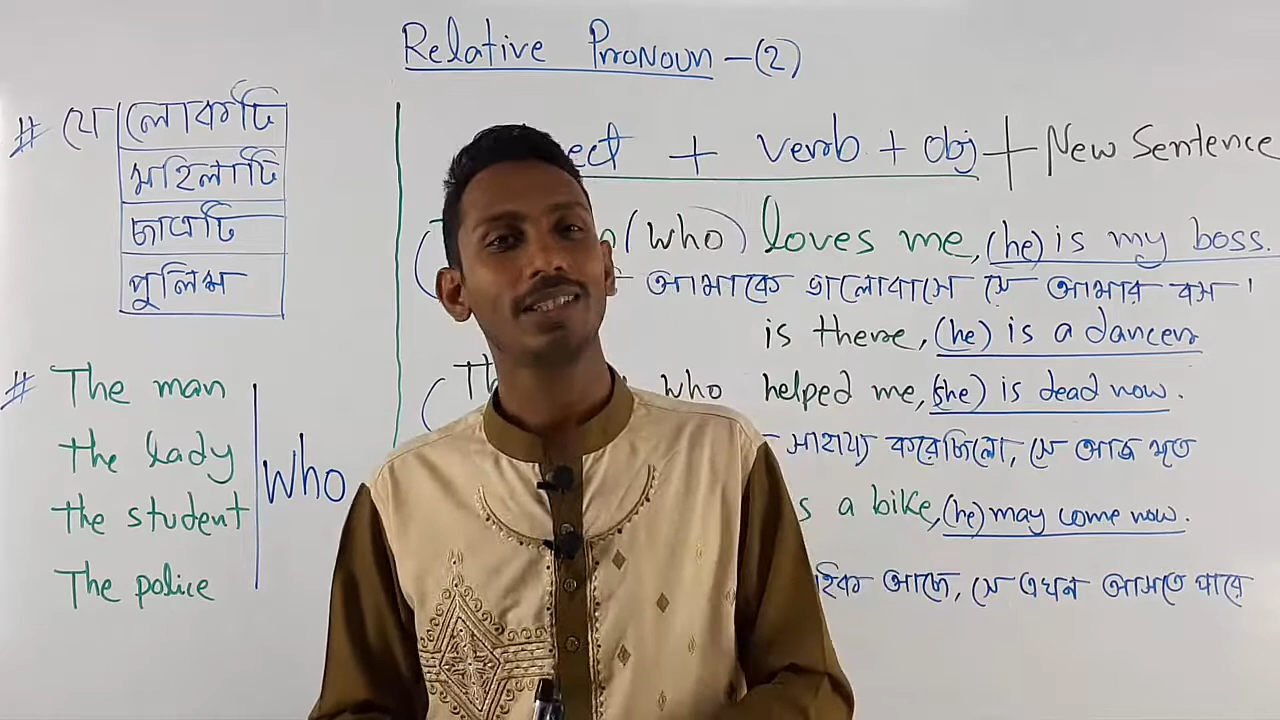 Relative Pronoun - (2)
# যে লোকটি
মহিলাটি
ছাত্রটি
পুলিশ
# The man
the lady
the student
The police
who
ect + verb + obj + New Sentence
(who) loves me, (he) is my boss.
আমাকে ভালোবাসে সে আমার বস।
is there, (he) is a dancer
who helped me, (she) is dead now.
সাহায্য করেছিলো, সে আজ মৃত
s a bike, (he) may come now.
আছে, সে এখন আসতে পারে